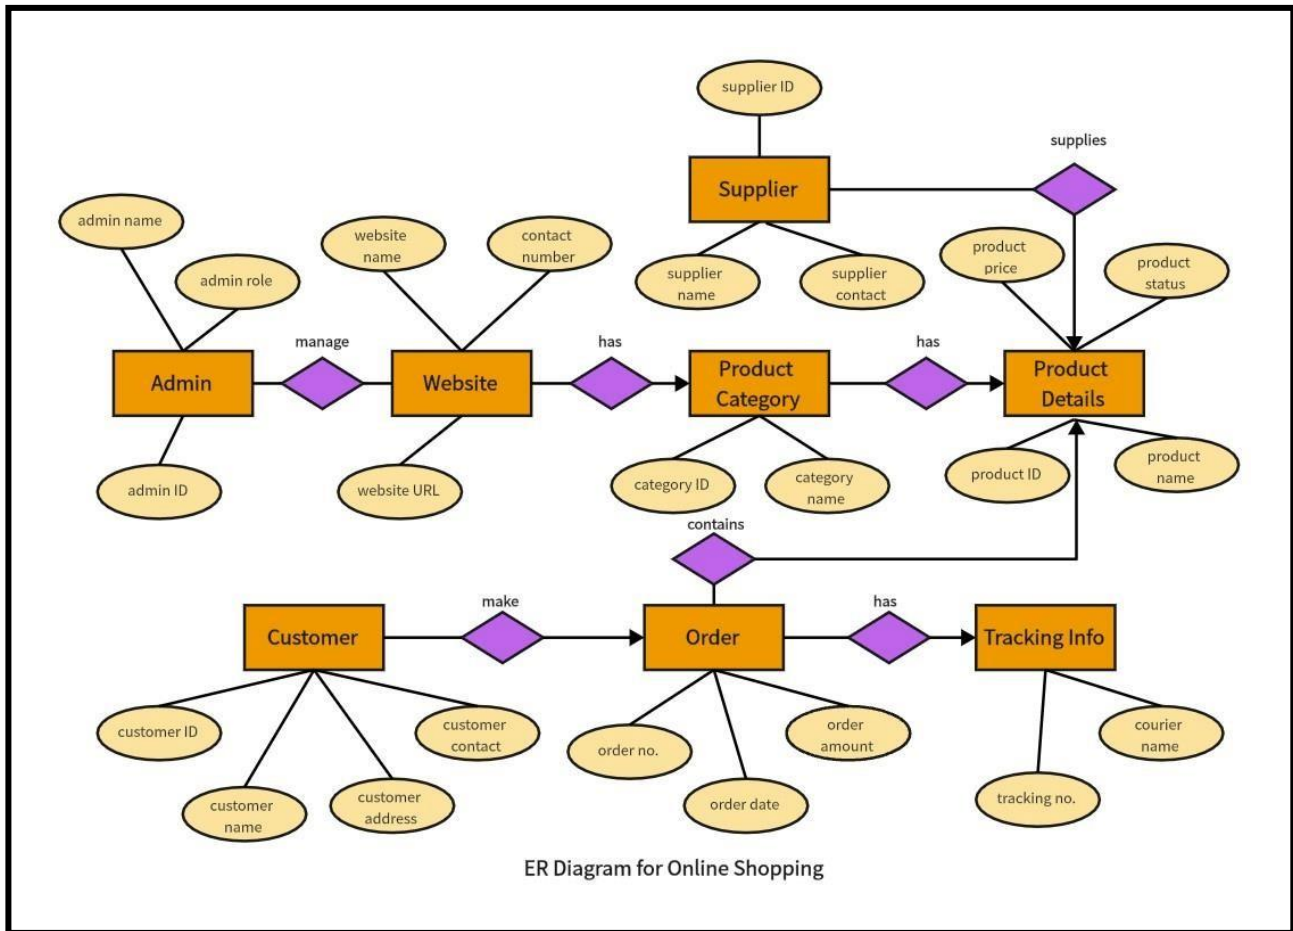 supplier ID
supplies
Supplier
admin name
website
name
contact
number
product
price
product
status
admin role
supplier
name
supplier
contact
manage
has
has
Admin
Website
Product
Category
Product
Details
admin ID
website URL
category ID
category
name
product ID
product
name
contains
make
has
Customer
Order
Tracking Info
customer ID
customer
contact
order no.
order
amount
courier
name
customer
name
customer
address
order date
tracking no.
ER Diagram for Online Shopping